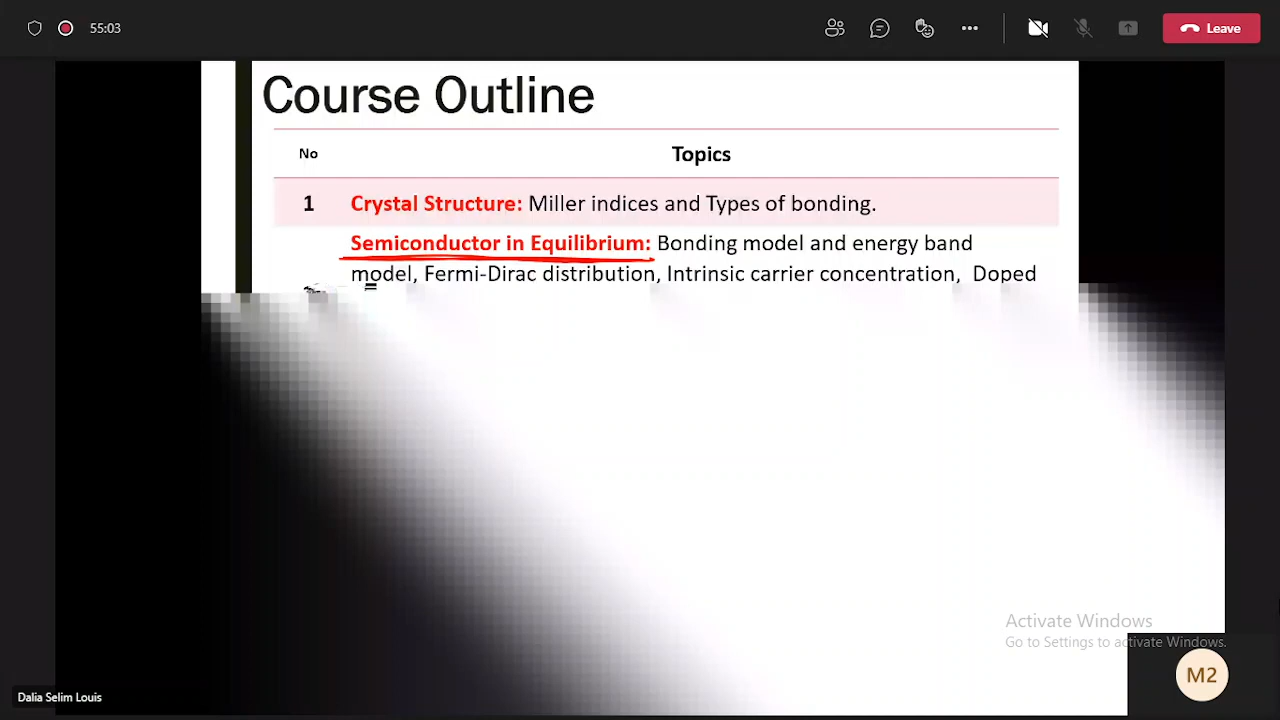 55:03
Leave
Course Outline
No Topics
1 Crystal Structure: Miller indices and Types of bonding.
Semiconductor in Equilibrium: Bonding model and energy band
model, Fermi-Dirac distribution, Intrinsic carrier concentration, Doped
Activate Windows
Go to Settings to activate Windows.
M2
Dalia Selim Louis